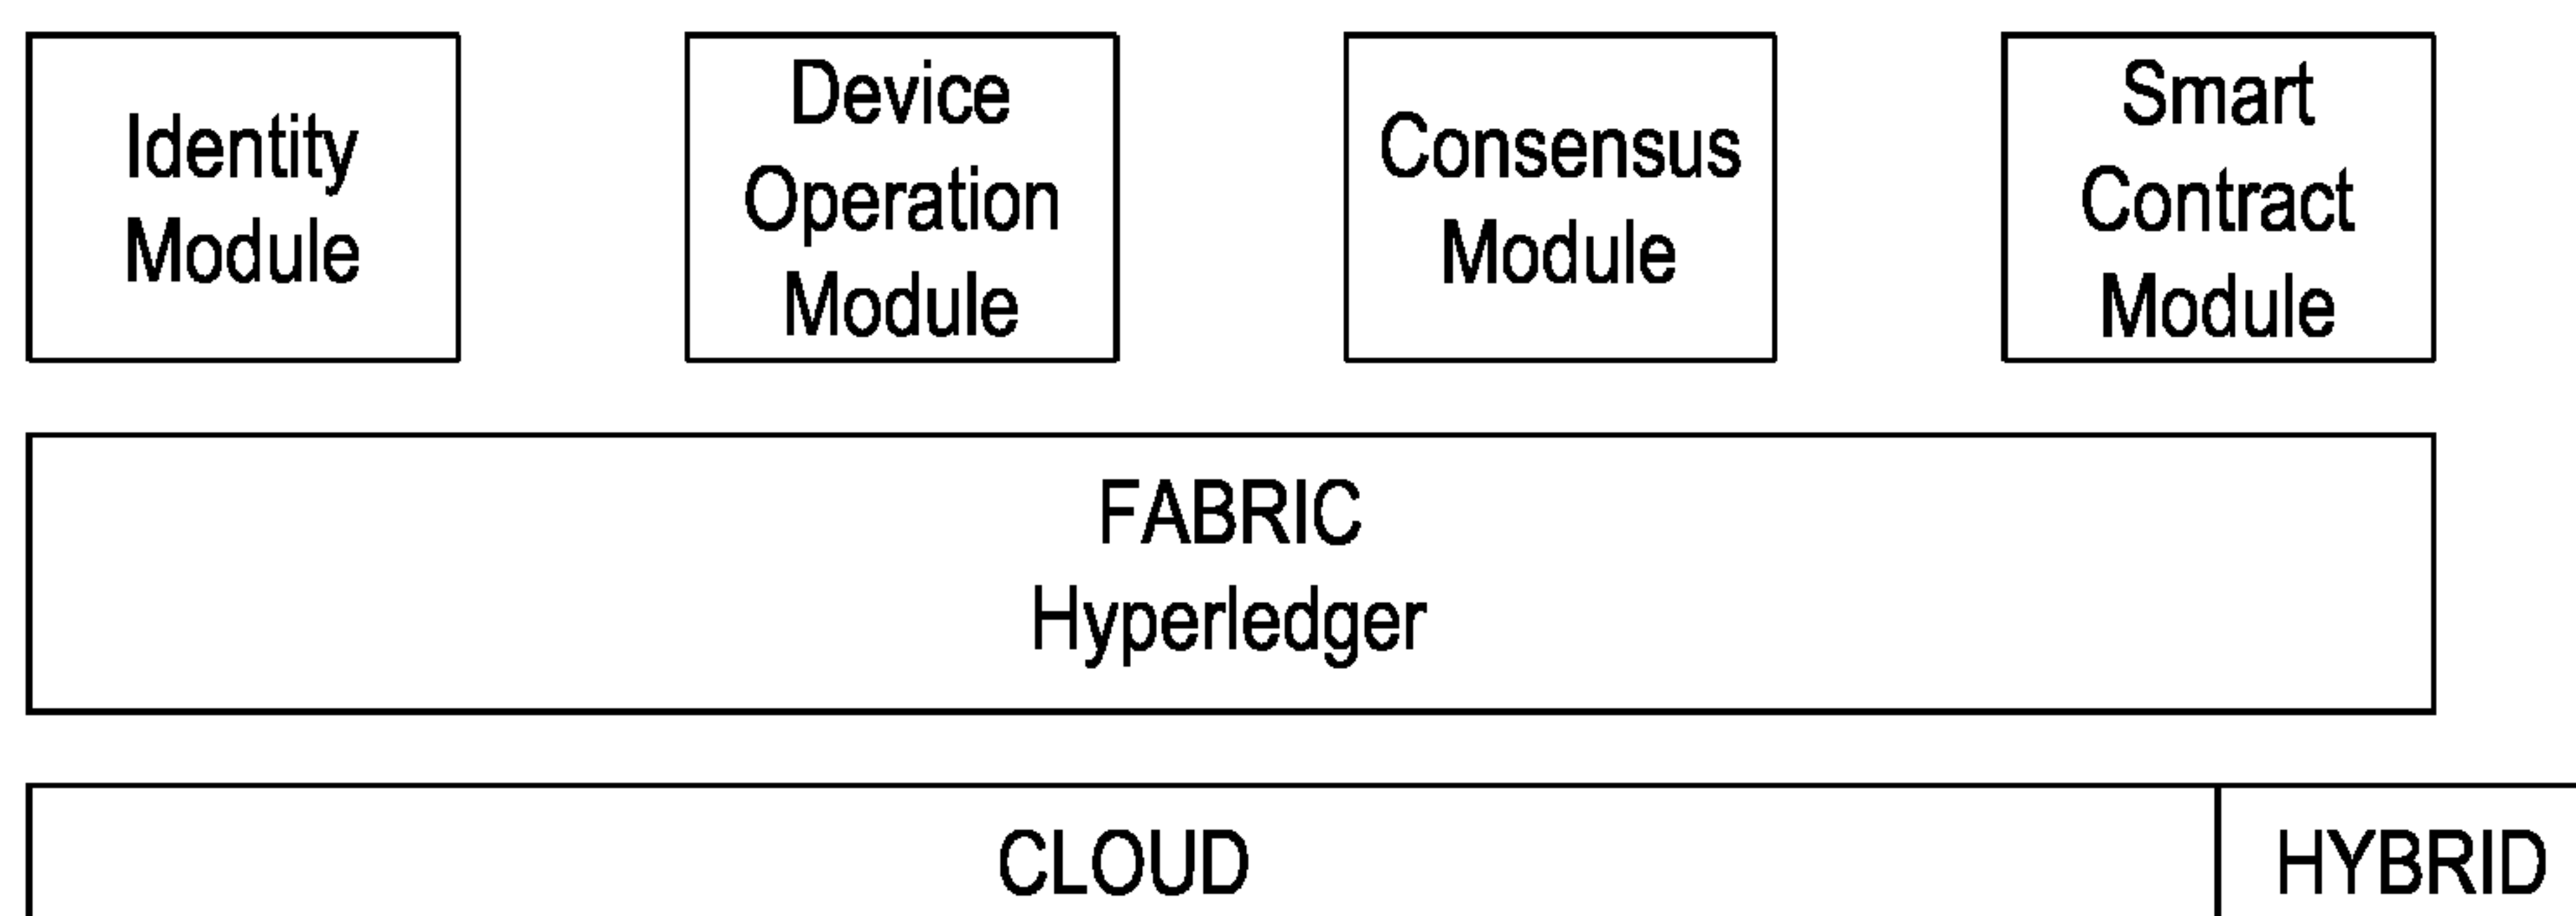 Identity
Module
Device
Operation
Module
Consensus
Module
Smart
Contract
Module
FABRIC
Hyperledger
CLOUD
HYBRID